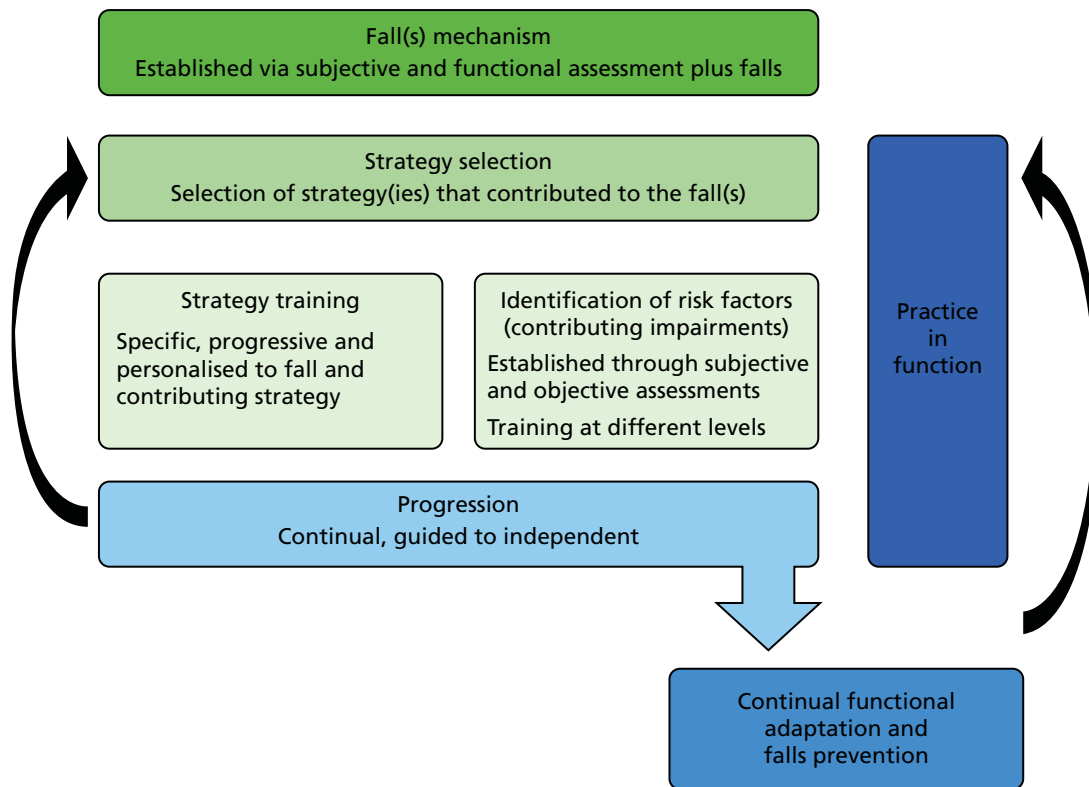 Fall(s) mechanism
Established via subjective and functional assessment plus falls
Strategy selection
Selection of strategy(ies) that contributed to the fall(s)
Strategy training
Specific, progressive and
personalised to fall and
contributing strategy
Identification of risk factors
(contributing impairments)
Established through subjective
and objective assessments
Training at different levels
Practice
in
function
Progression
Continual, guided to independent
Continual functional
adaptation and
falls prevention